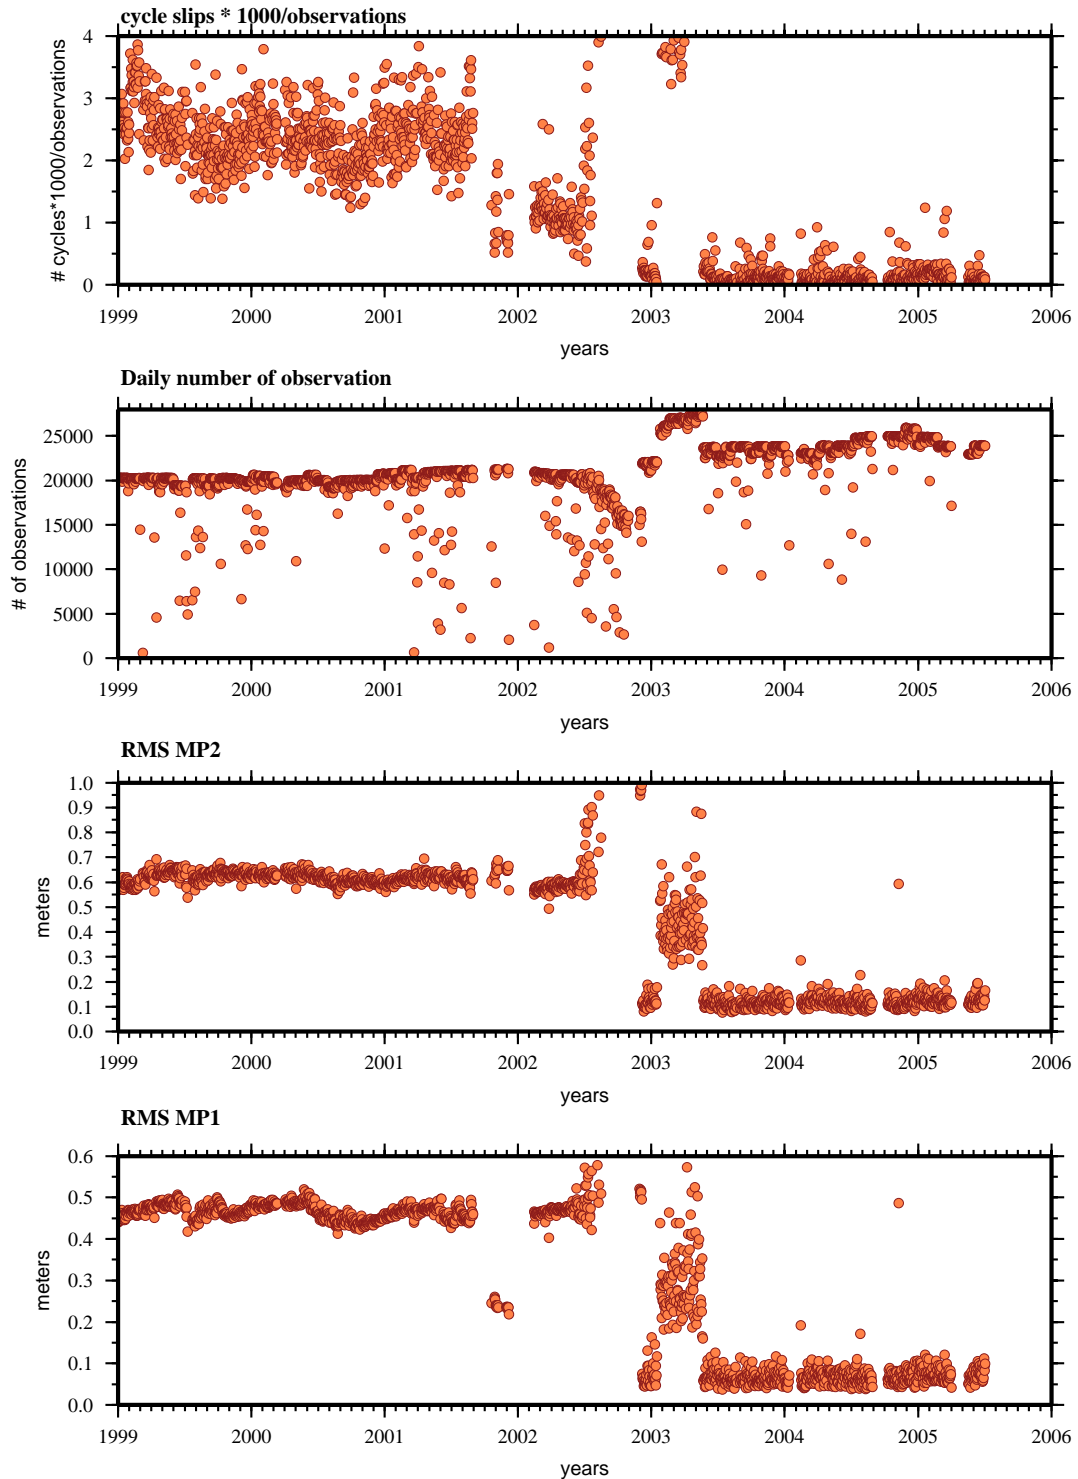 cycle slips * 1000/observations
# cycles*1000/observations
4
3
2
1
0
1999 2000 2001 2002 2003 2004 2005 2006
years
Daily number of observation
# of observations
25000
20000
15000
10000
5000
0
1999 2000 2001 2002 2003 2004 2005 2006
years
RMS MP2
meters
1.0
0.9
0.8
0.7
0.6
0.5
0.4
0.3
0.2
0.1
0.0
1999 2000 2001 2002 2003 2004 2005 2006
years
RMS MP1
meters
0.6
0.5
0.4
0.3
0.2
0.1
0.0
1999 2000 2001 2002 2003 2004 2005 2006
years